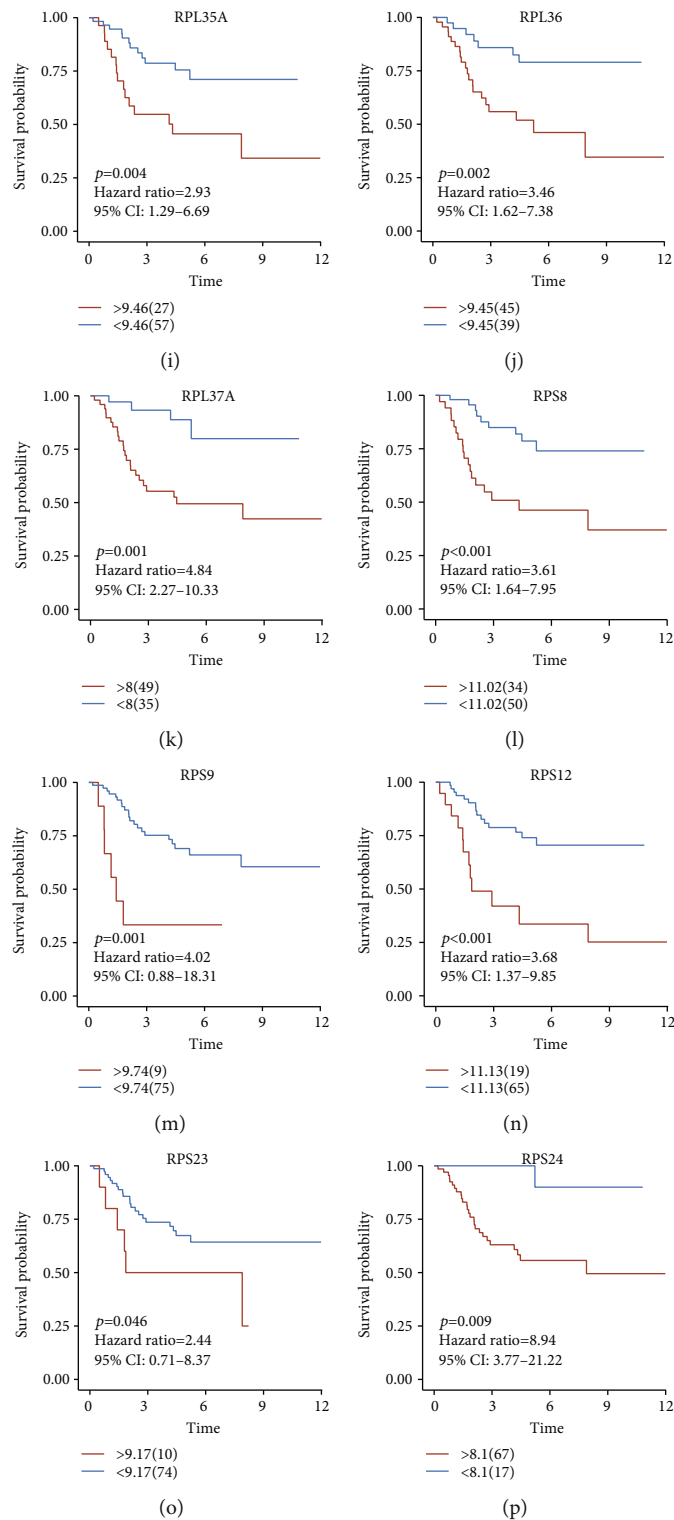 RPL35A
1.00
0.75
0.50
0.25
0.00
Survival probability
p=0.004
Hazard ratio=2.93
95% CI: 1.29–6.69
0 3 6 9 12
Time
>9.46(27)
<9.46(57)
(i)
RPL36
1.00
0.75
0.50
0.25
0.00
Survival probability
p=0.002
Hazard ratio=3.46
95% CI: 1.62–7.38
0 3 6 9 12
Time
>9.45(45)
<9.45(39)
(j)
RPL37A
1.00
0.75
0.50
0.25
0.00
Survival probability
p=0.001
Hazard ratio=4.84
95% CI: 2.27–10.33
0 3 6 9 12
Time
>8(49)
<8(35)
(k)
RPS8
1.00
0.75
0.50
0.25
0.00
Survival probability
p<0.001
Hazard ratio=3.61
95% CI: 1.64–7.95
0 3 6 9 12
Time
>11.02(34)
<11.02(50)
(l)
RPS9
1.00
0.75
0.50
0.25
0.00
Survival probability
p=0.001
Hazard ratio=4.02
95% CI: 0.88–18.31
0 3 6 9 12
Time
>9.74(9)
<9.74(75)
(m)
RPS12
1.00
0.75
0.50
0.25
0.00
Survival probability
p<0.001
Hazard ratio=3.68
95% CI: 1.37–9.85
0 3 6 9 12
Time
>11.13(19)
<11.13(65)
(n)
RPS23
1.00
0.75
0.50
0.25
0.00
Survival probability
p=0.046
Hazard ratio=2.44
95% CI: 0.71–8.37
0 3 6 9 12
Time
>9.17(10)
<9.17(74)
(o)
RPS24
1.00
0.75
0.50
0.25
0.00
Survival probability
p=0.009
Hazard ratio=8.94
95% CI: 3.77–21.22
0 3 6 9 12
Time
>8.1(67)
<8.1(17)
(p)